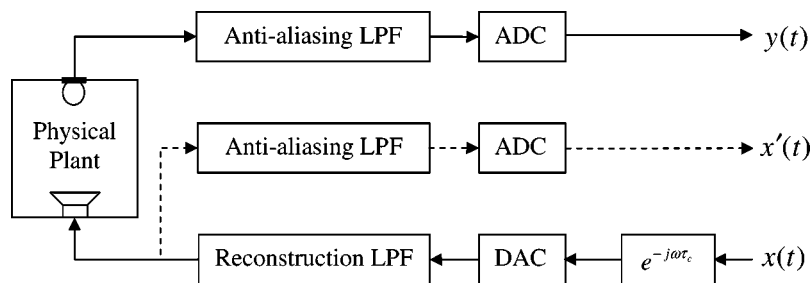 Anti-aliasing LPF
ADC
y(t)
Physical
Plant
Anti-aliasing LPF
ADC
x′(t)
Reconstruction LPF
DAC
e^{-jωτ_c}
x(t)